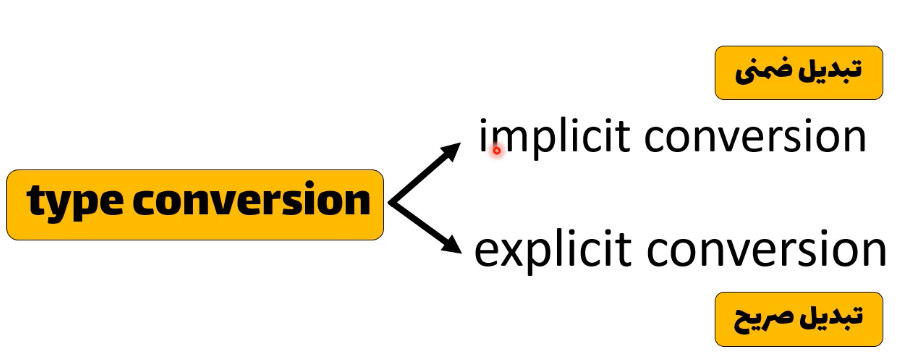 تبدیل ضمنی
implicit conversion
type conversion
explicit conversion
تبدیل صریح